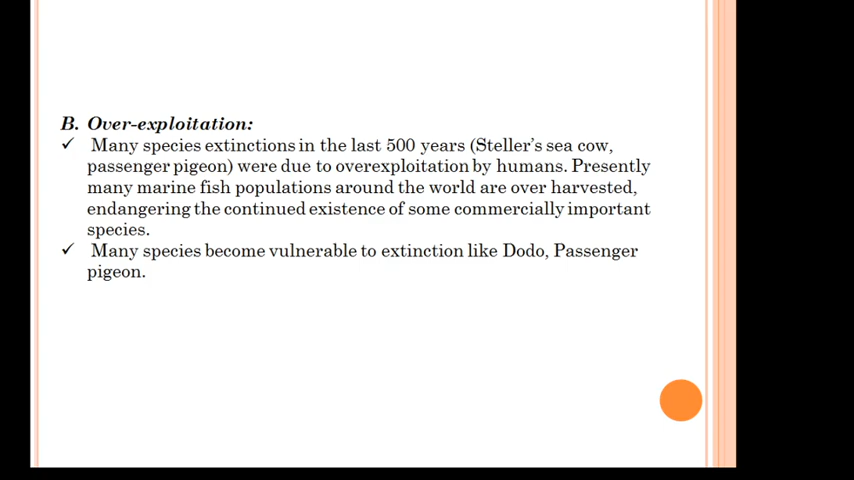 B. Over-exploitation:
✓ Many species extinctions in the last 500 years (Steller's sea cow,
passenger pigeon) were due to overexploitation by humans. Presently
many marine fish populations around the world are over harvested,
endangering the continued existence of some commercially important
species.
✓ Many species become vulnerable to extinction like Dodo, Passenger
pigeon.